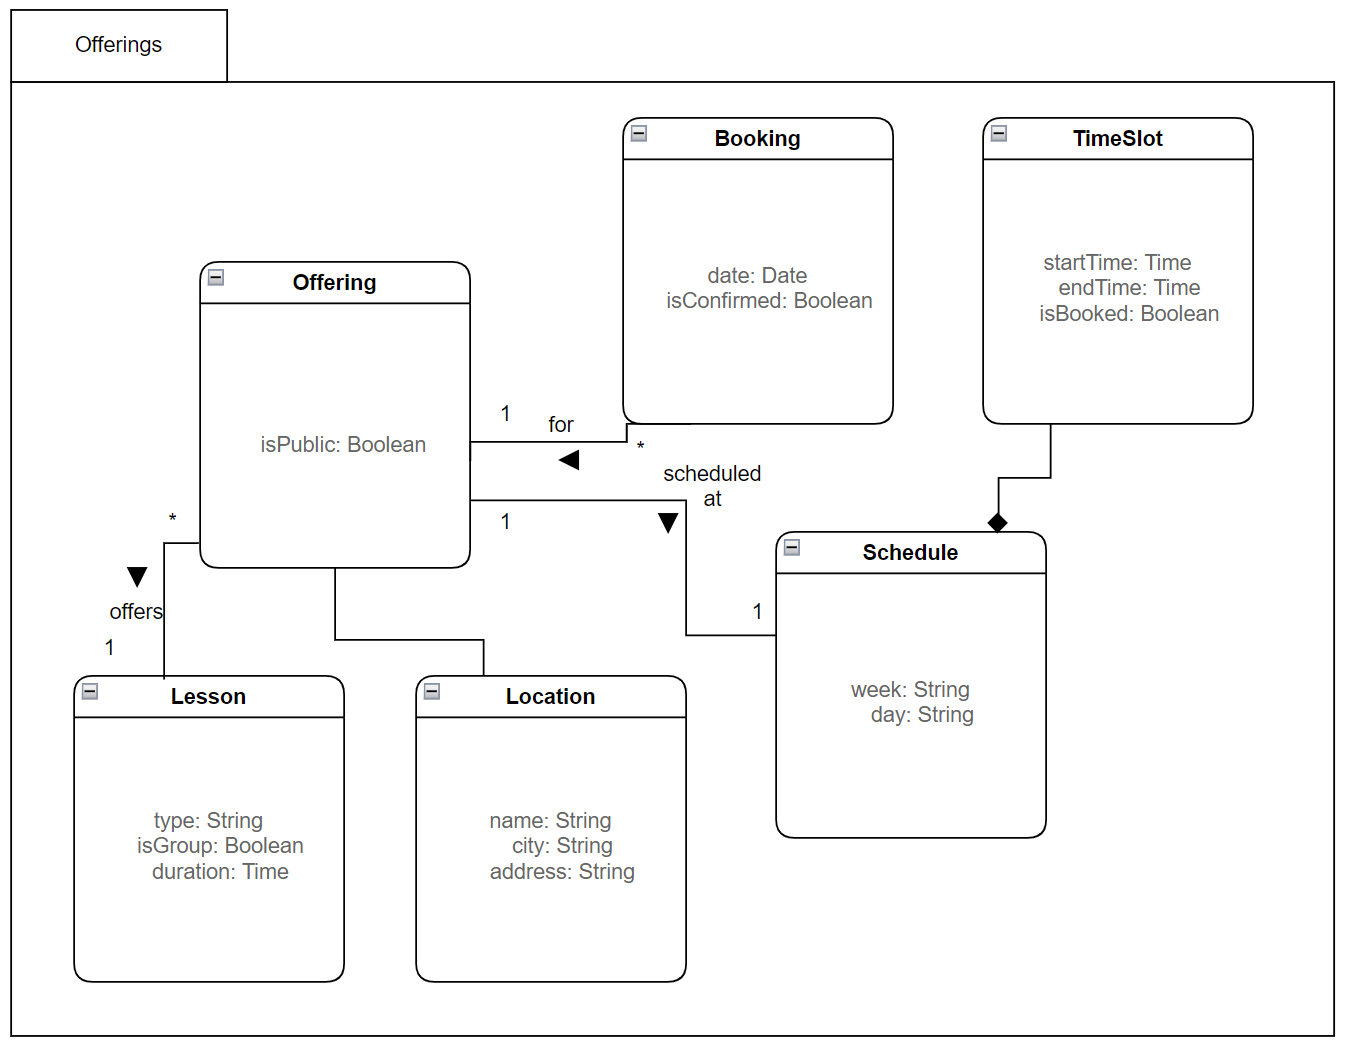 Offerings
Booking
date: Date
isConfirmed: Boolean
TimeSlot
startTime: Time
endTime: Time
isBooked: Boolean
Offering
isPublic: Boolean
1
for
*
scheduled
at
1
1
*
offers
1
Schedule
week: String
day: String
Lesson
type: String
isGroup: Boolean
duration: Time
Location
name: String
city: String
address: String